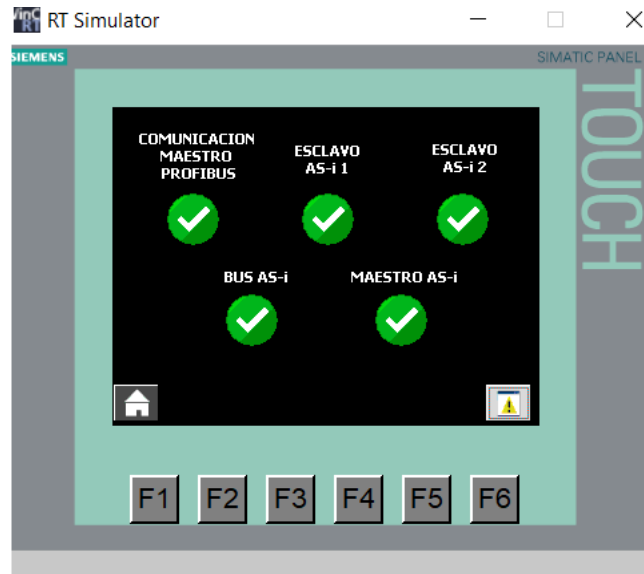 RT Simulator
SIEMENS
SIMATIC PANEL
TOUCH
COMUNICACION
MAESTRO
PROFIBUS
ESCLAVO
AS-i 1
ESCLAVO
AS-i 2
BUS AS-i
MAESTRO AS-i
F1 F2 F3 F4 F5 F6